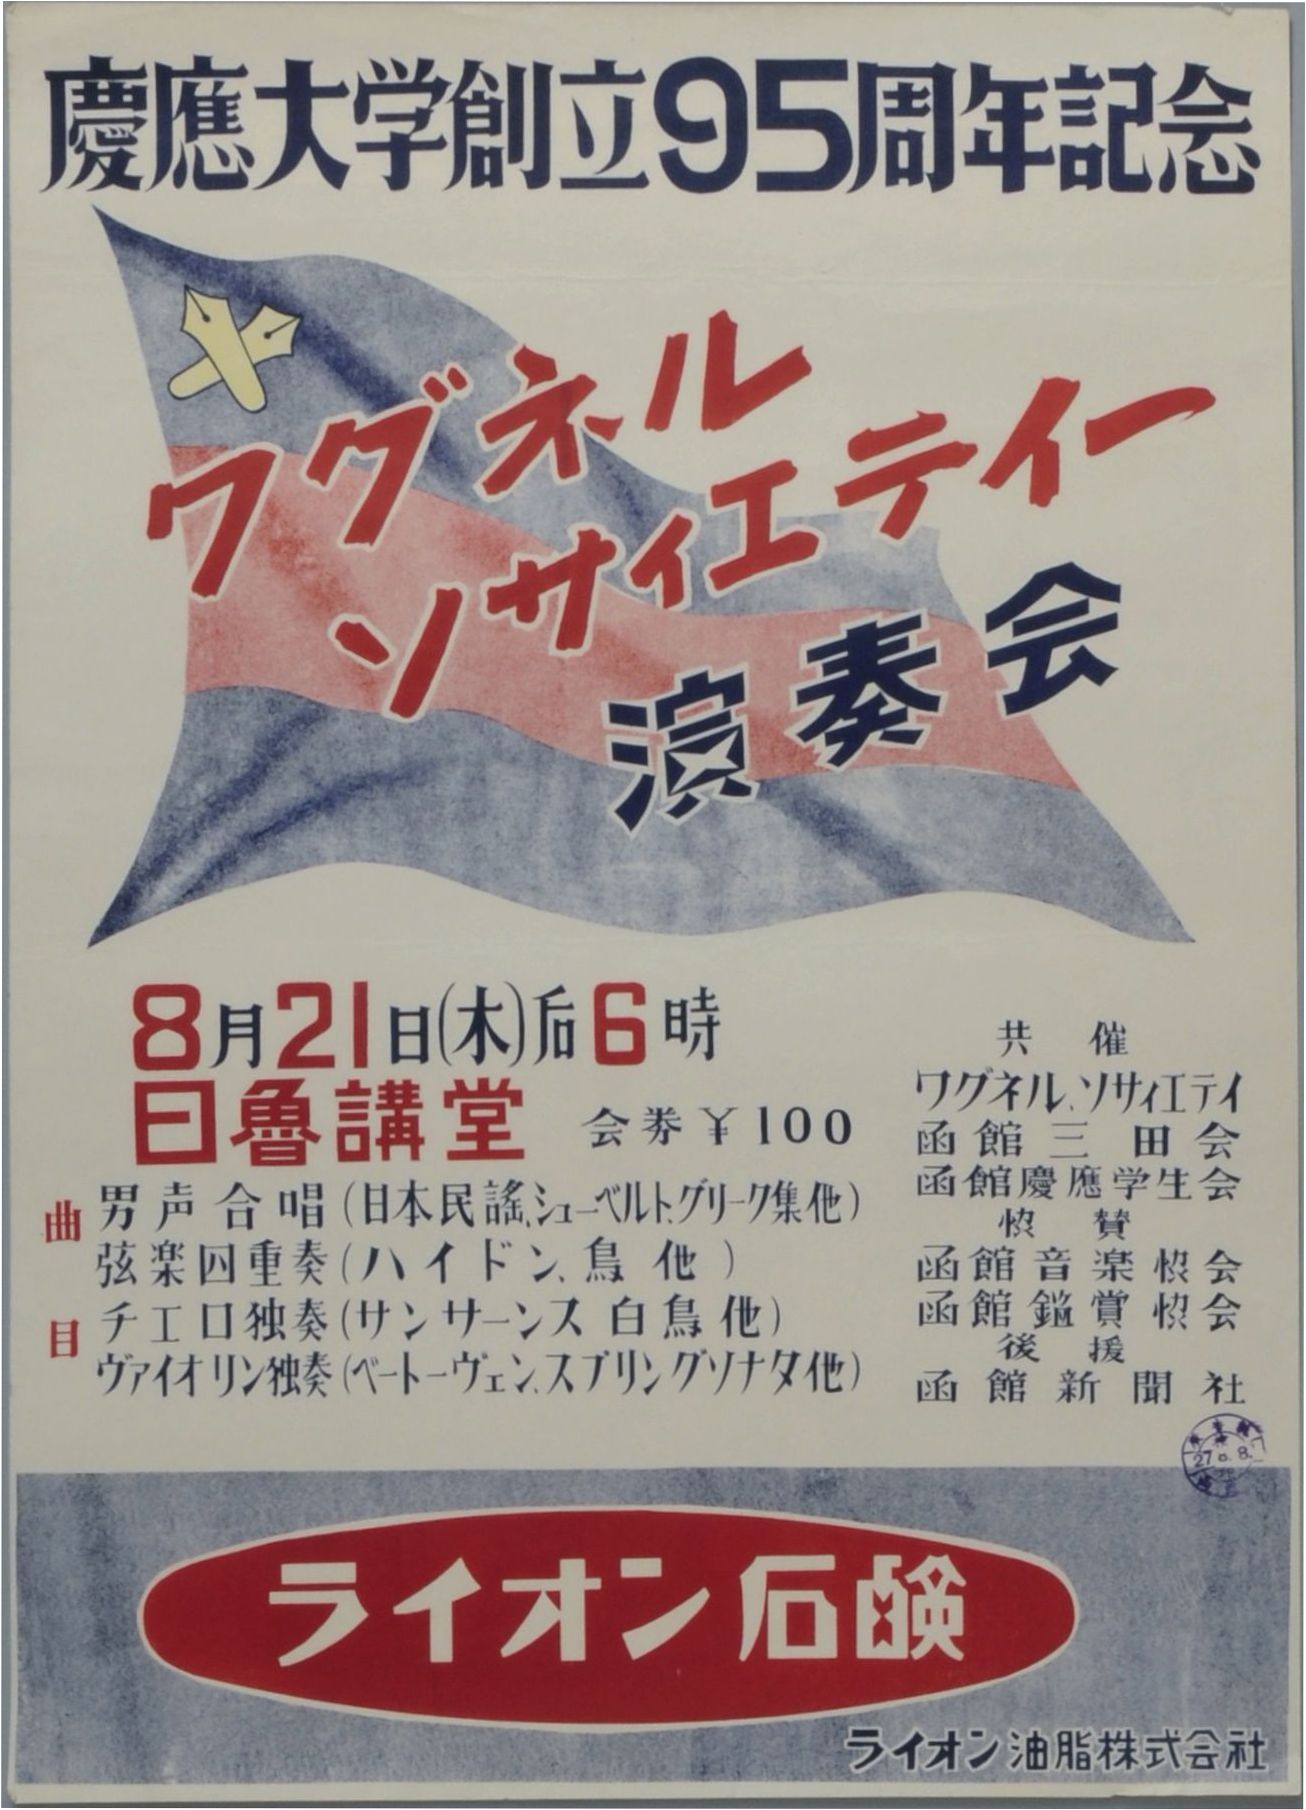 慶應大学創立95周年記念
ワグネル
ソサィエティー
演奏会
8月21日(木)后6時
日魯講堂
会券¥100
曲目
男声合唱(日本民謡、シューベルト、グリーク集他)
弦楽四重奏(ハイドン、鳥他)
チエロ独奏(サンサーンス白鳥他)
ヴァイオリン独奏(ベートーヴェン、スプリングソナタ他)
共催
ワグネル、ソサィエテイ
函館三田会
函館慶應学生会
協賛
函館音楽協会
函館鑑賞協会
後援
函館新聞社
27 8.
ライオン石鹸
ライオン油脂株式会社